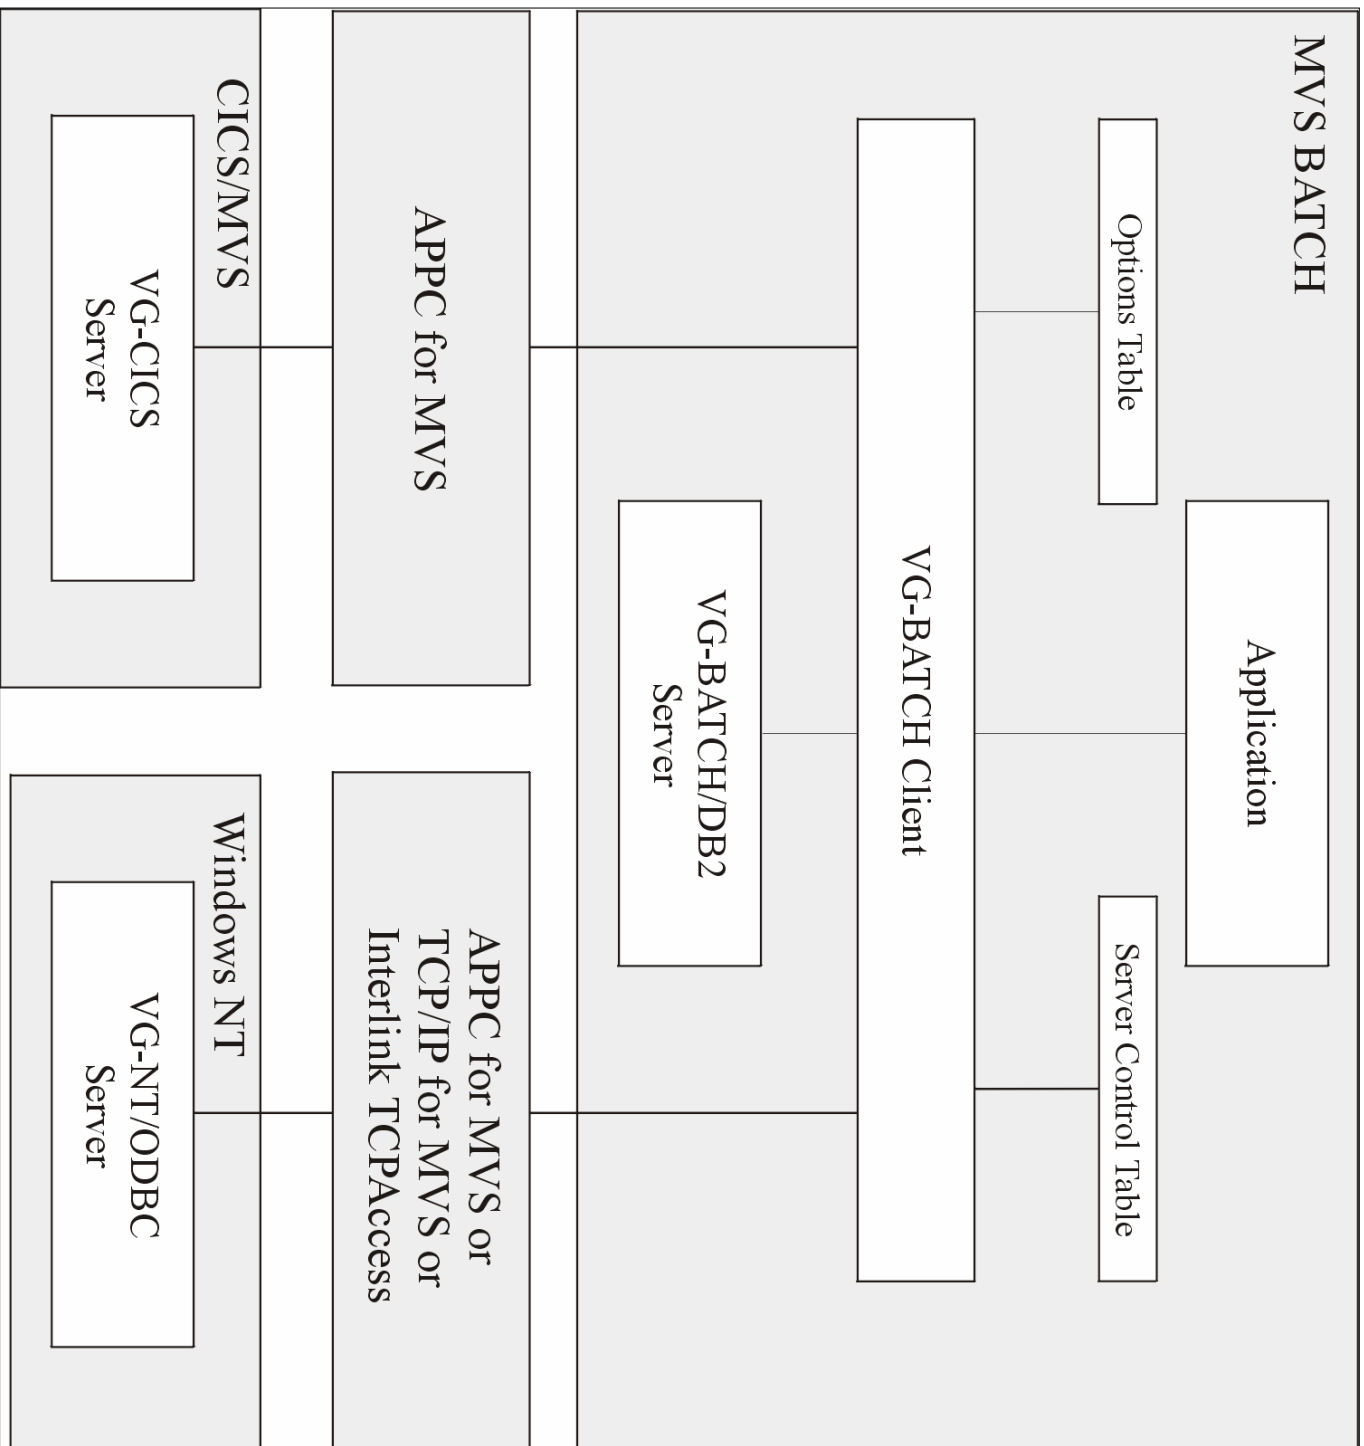 MVS BATCH
Application
Options Table
Server Control Table
VG-BATCH Client
VG-BATCH/DB2
Server
APPC for MVS
APPC for MVS or
TCP/IP for MVS or
Interlink TCPAccess
CICS/MVS
VG-CICS
Server
Windows NT
VG-NT/ODBC
Server